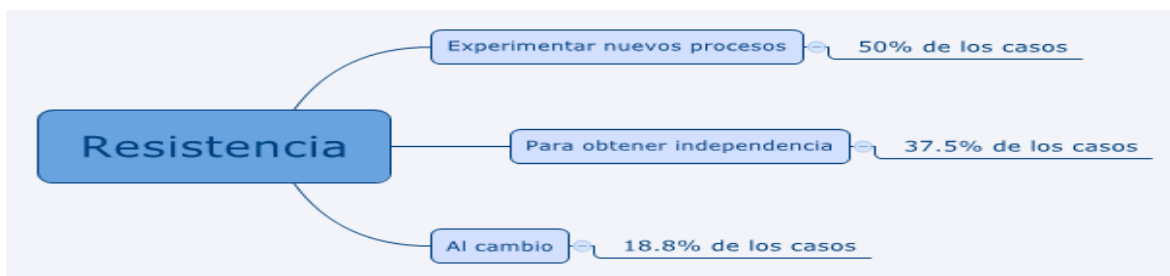 Resistencia
Experimentar nuevos procesos
50% de los casos
Para obtener independencia
37.5% de los casos
Al cambio
18.8% de los casos